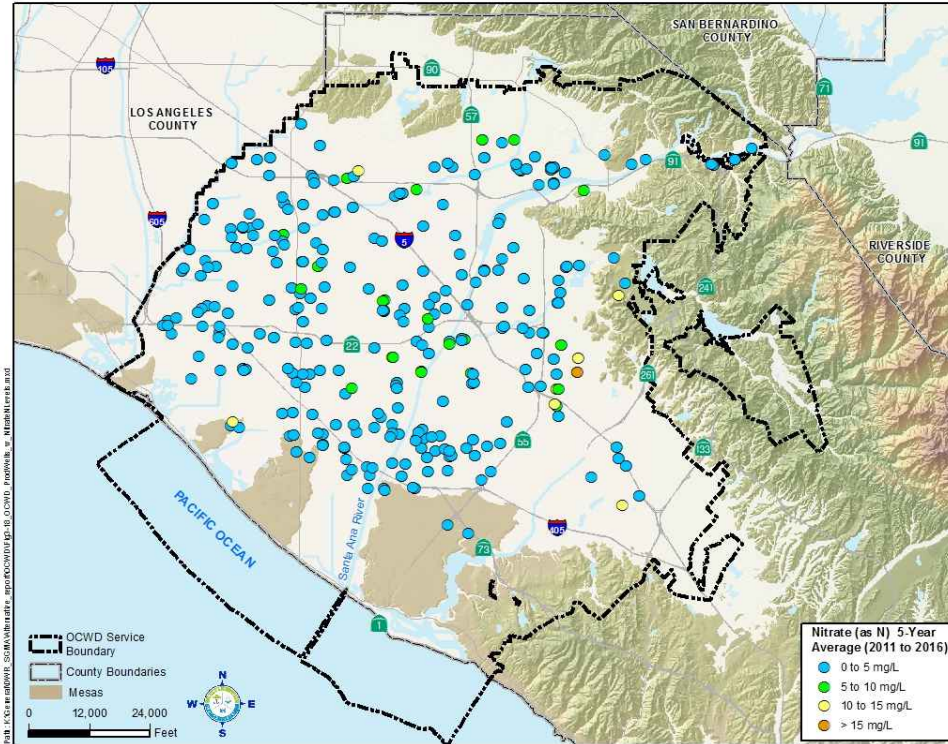 SAN BERNARDINO
COUNTY
LOS ANGELES
COUNTY
RIVERSIDE
COUNTY
105
90
71
57
91
91
605
5
241
22
261
55
133
405
73
1
PACIFIC OCEAN
Santa Ana River
OCWD Service
Boundary
County Boundaries
Mesas
0 12,000 24,000
Feet
N
W E
S
Nitrate (as N) 5-Year
Average (2011 to 2016)
0 to 5 mg/L
5 to 10 mg/L
10 to 15 mg/L
> 15 mg/L